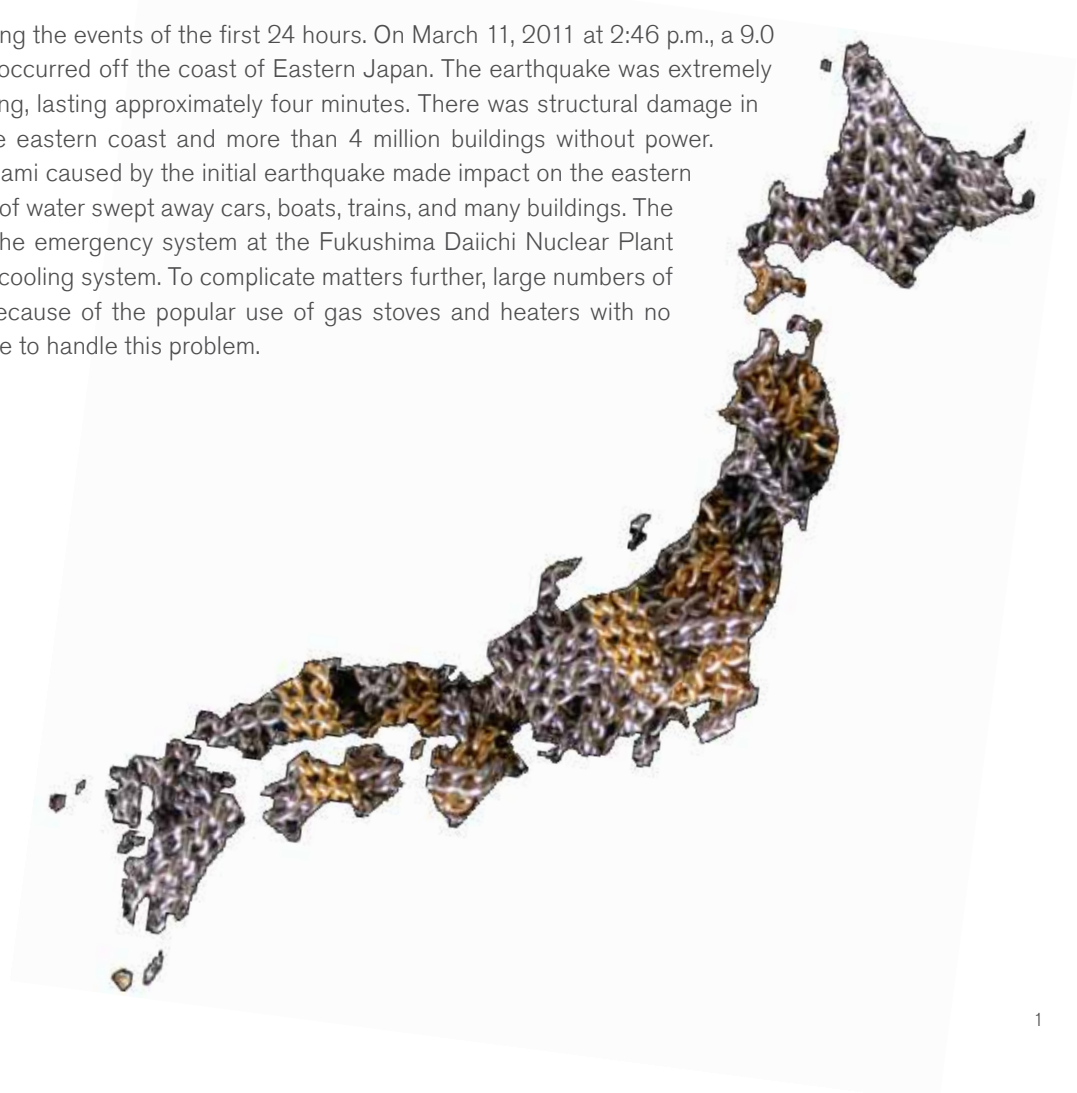 ng the events of the first 24 hours. On March 11, 2011 at 2:46 p.m., a 9.0
occurred off the coast of Eastern Japan. The earthquake was extremely
ng, lasting approximately four minutes. There was structural damage in
e eastern coast and more than 4 million buildings without power.
ami caused by the initial earthquake made impact on the eastern
of water swept away cars, boats, trains, and many buildings. The
he emergency system at the Fukushima Daiichi Nuclear Plant
cooling system. To complicate matters further, large numbers of
ecause of the popular use of gas stoves and heaters with no
e to handle this problem.
1